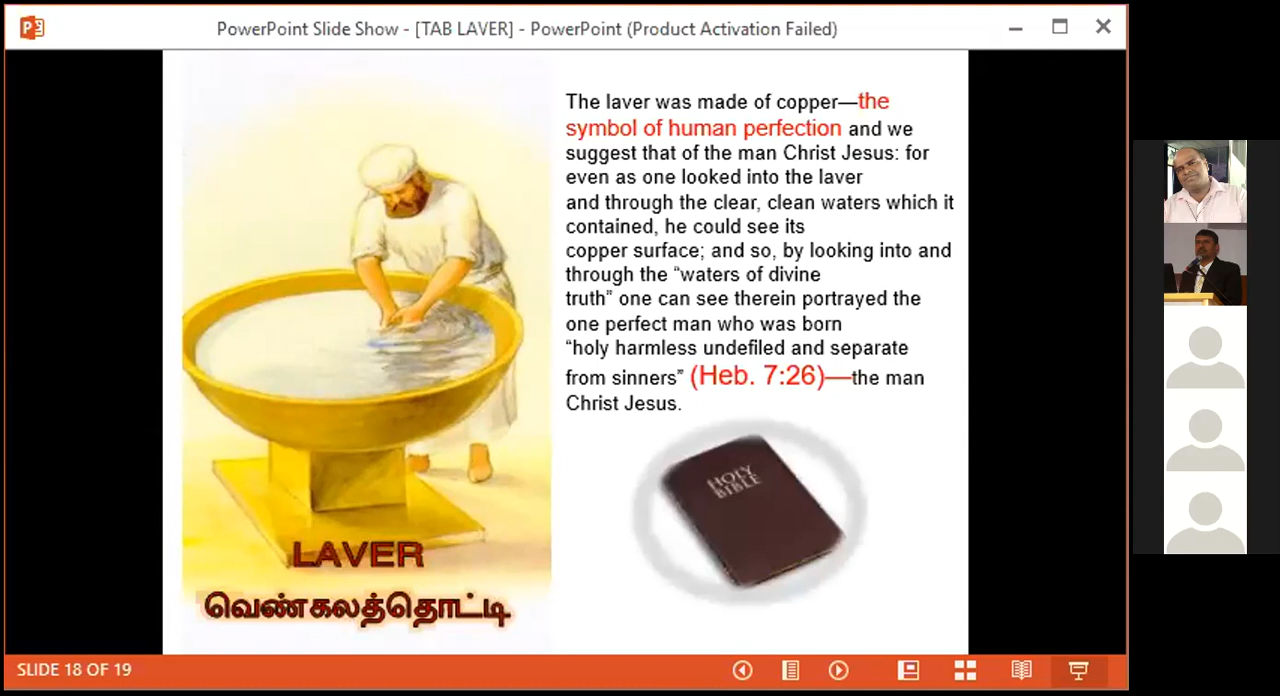 PowerPoint Slide Show - [TAB LAVER] - PowerPoint (Product Activation Failed)
The laver was made of copper—the
symbol of human perfection and we
suggest that of the man Christ Jesus: for
even as one looked into the laver
and through the clear, clean waters which it
contained, he could see its
copper surface; and so, by looking into and
through the “waters of divine
truth” one can see therein portrayed the
one perfect man who was born
“holy harmless undefiled and separate
from sinners” (Heb. 7:26)—the man
Christ Jesus.
HOLY
BIBLE
LAVER
வெண்கலத்தொட்டி
SLIDE 18 OF 19